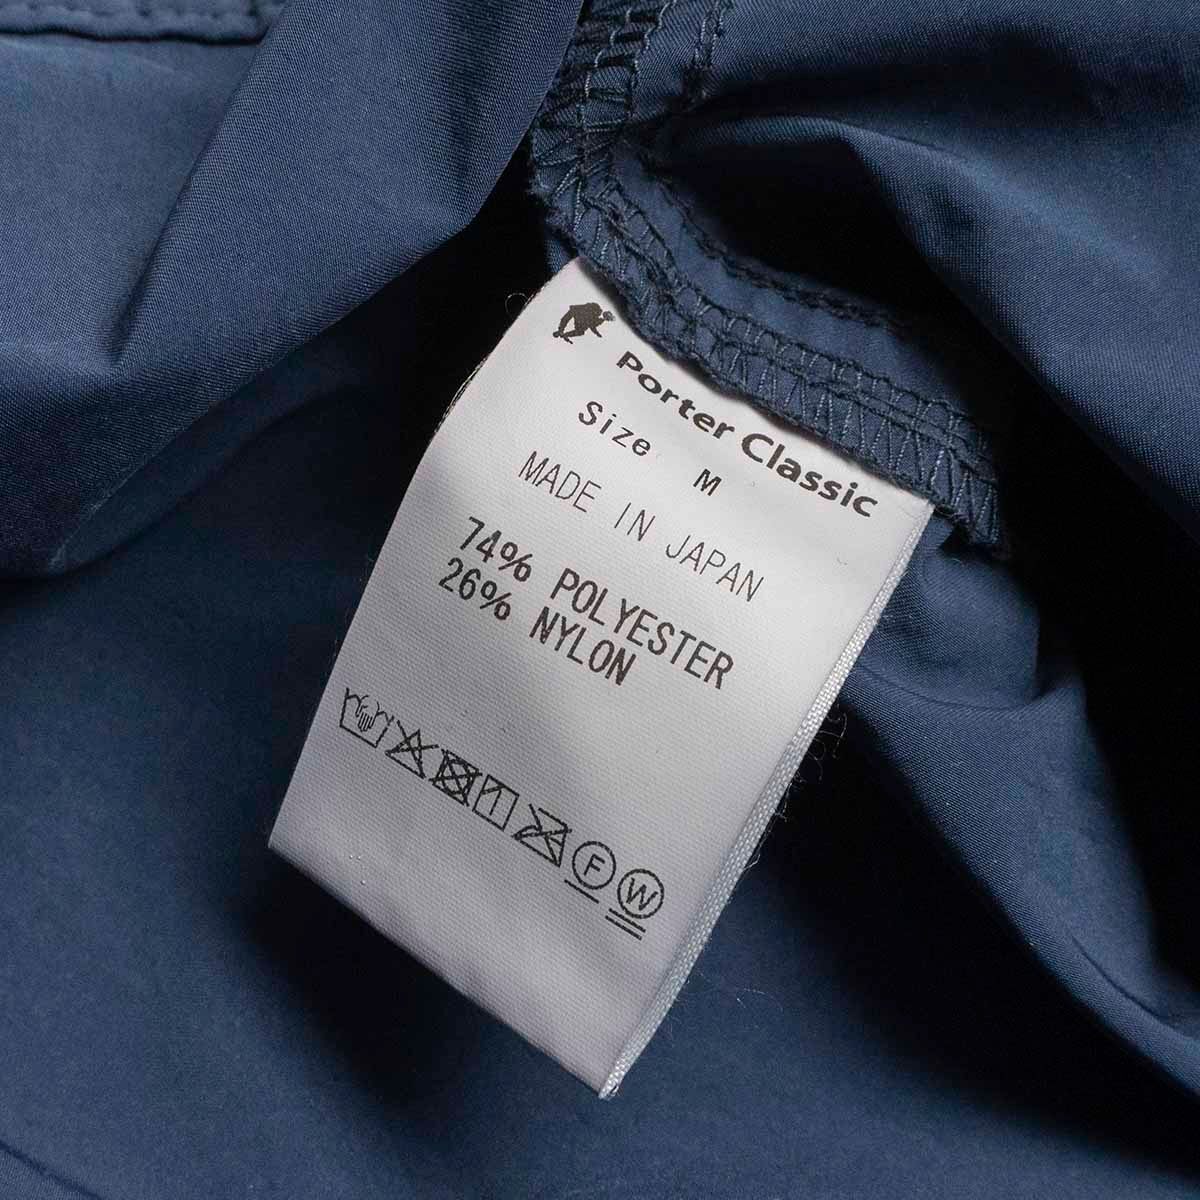 Porter Classic
Size M
MADE IN JAPAN
74% POLYESTER
26% NYLON
F W